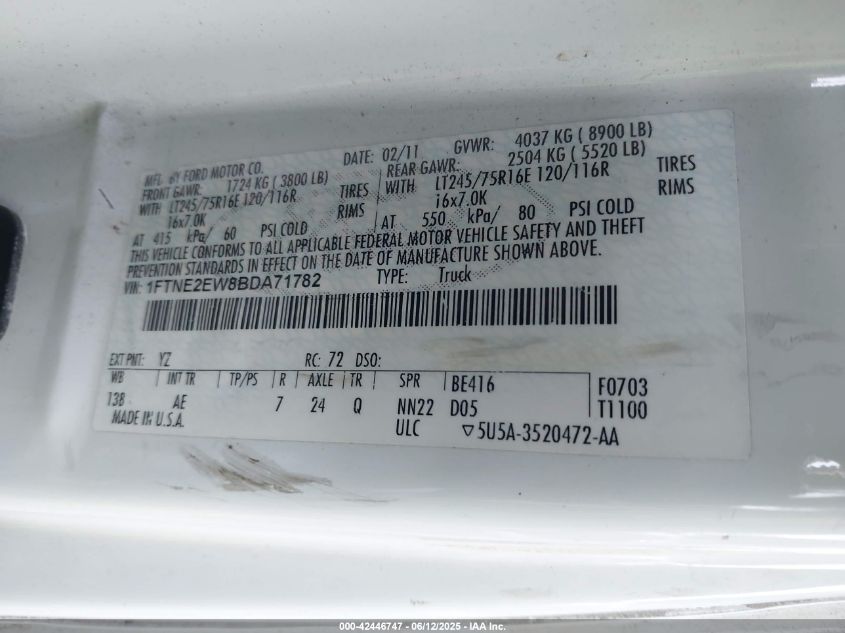 MFG. BY FORD MOTOR CO. DATE: 02/11 GVWR: 4037 KG ( 8900 LB)
FRONT GAWR: 1724 KG ( 3800 LB) REAR GAWR: 2504 KG ( 5520 LB)
WITH LT245/75R16E 120/116R TIRES WITH LT245/75R16E 120/116R TIRES
16x7.0K RIMS 16x7.0K RIMS
AT 415 kPa/ 60 PSI COLD AT 550 kPa/ 80 PSI COLD
THIS VEHICLE CONFORMS TO ALL APPLICABLE FEDERAL MOTOR VEHICLE SAFETY AND THEFT
PREVENTION STANDARDS IN EFFECT ON THE DATE OF MANUFACTURE SHOWN ABOVE.
VIN: 1FTNE2EW8BDA71782 TYPE: Truck
EXT PNT: YZ RC: 72 DSO:
WB INT TR TP/PS R AXLE TR SPR BE416 F0703
138 AE 7 24 Q NN22 D05 T1100
MADE IN U.S.A. ULC ▽5U5A-3520472-AA
000-42446747 - 06/12/2025 - IAA Inc.